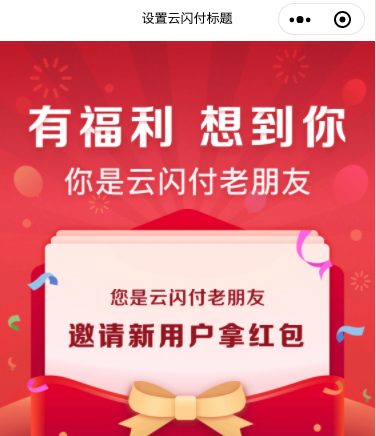 设置云闪付标题
有福利 想到你
你是云闪付老朋友
您是云闪付老朋友
邀请新用户拿红包